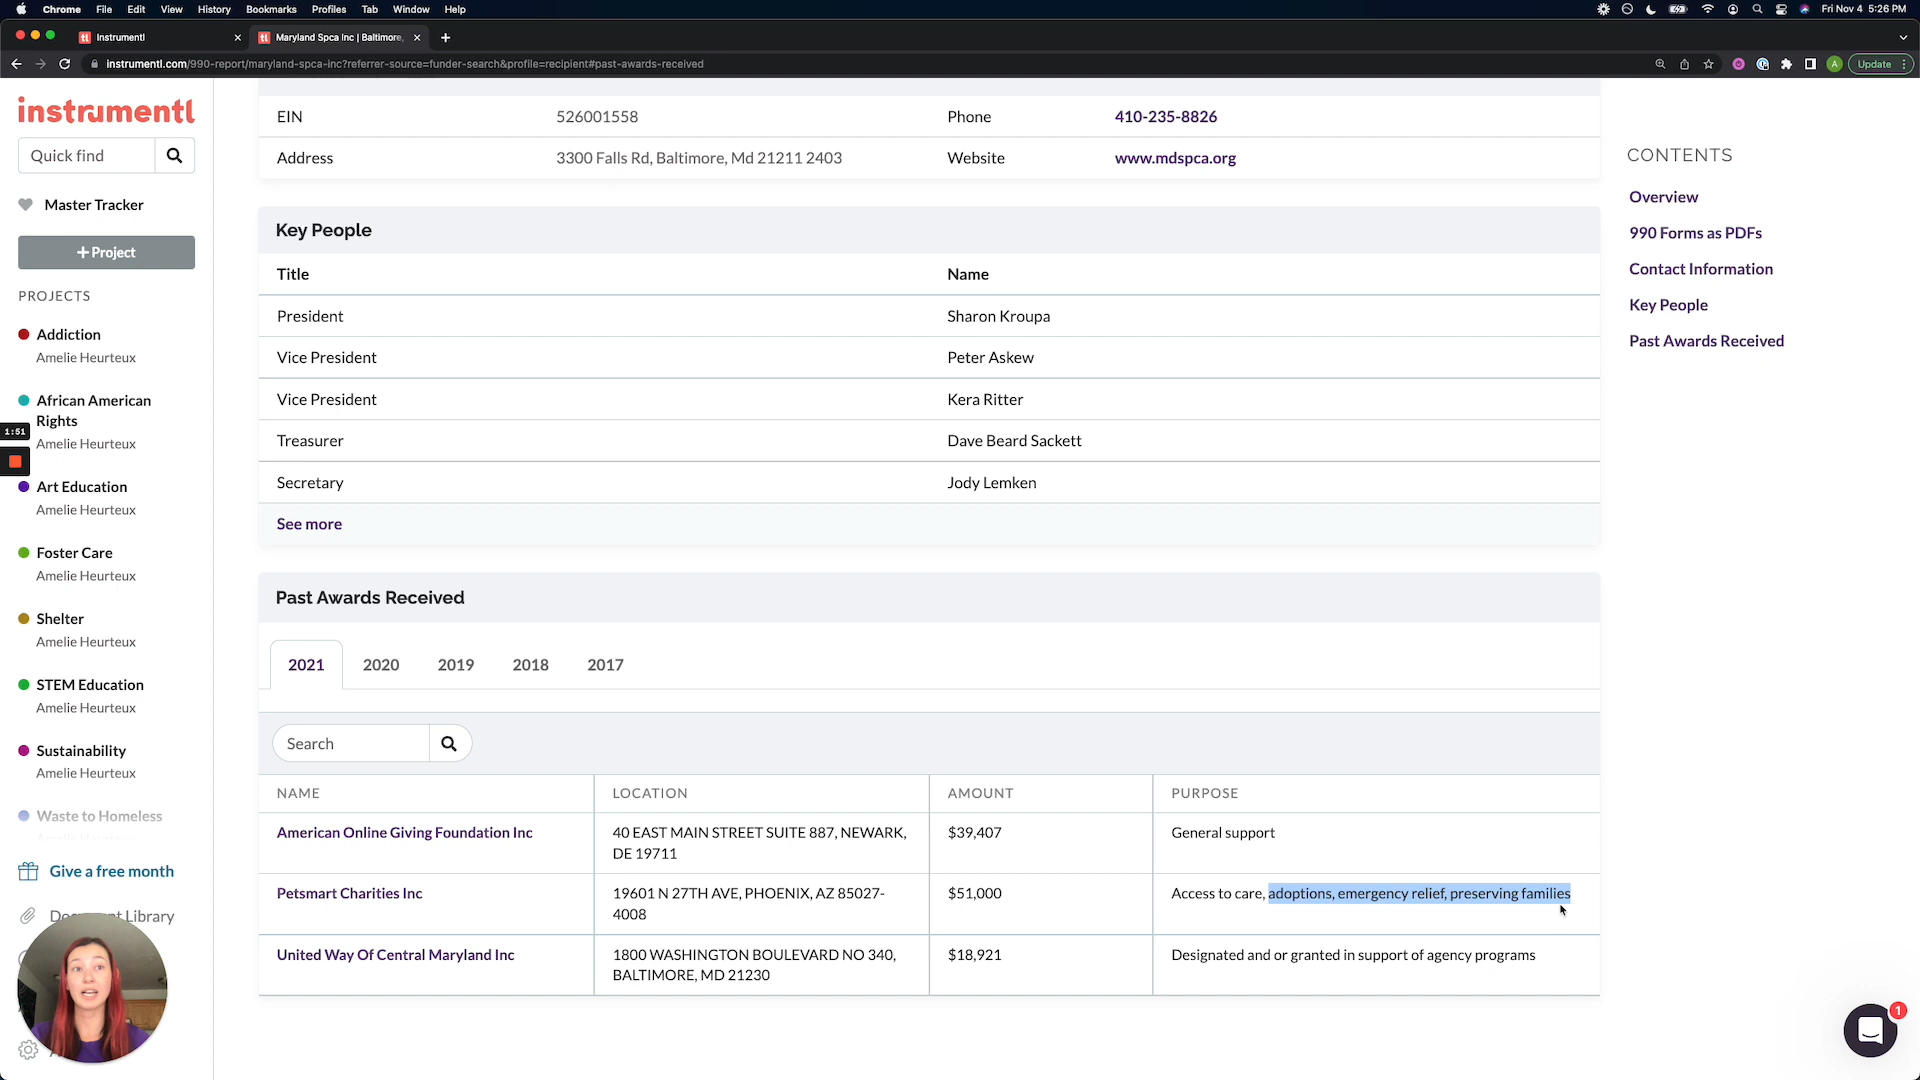 Chrome File Edit View History Bookmarks Profiles Tab Window Help Fri Nov 4 5:26 PM
Instrumentl Maryland Spca Inc | Baltimore,
instrumentl.com/990-report/maryland-spca-inc?referrer-source=funder-search&profile=recipient#past-awards-received A Update
instrumentl
Quick find
Master Tracker
+ Project
PROJECTS
Addiction
Amelie Heurteux
African American
Rights
Amelie Heurteux
1:51
Art Education
Amelie Heurteux
Foster Care
Amelie Heurteux
Shelter
Amelie Heurteux
STEM Education
Amelie Heurteux
Sustainability
Amelie Heurteux
Waste to Homeless
Give a free month
Document Library
EIN 526001558 Phone 410-235-8826
Address 3300 Falls Rd, Baltimore, Md 21211 2403 Website www.mdspca.org
Key People
Title Name
President Sharon Kroupa
Vice President Peter Askew
Vice President Kera Ritter
Treasurer Dave Beard Sackett
Secretary Jody Lemken
See more
Past Awards Received
2021 2020 2019 2018 2017
Search
NAME LOCATION AMOUNT PURPOSE
American Online Giving Foundation Inc 40 EAST MAIN STREET SUITE 887, NEWARK, $39,407 General support
DE 19711
Petsmart Charities Inc 19601 N 27TH AVE, PHOENIX, AZ 85027- $51,000 Access to care, adoptions, emergency relief, preserving families
4008
United Way Of Central Maryland Inc 1800 WASHINGTON BOULEVARD NO 340, $18,921 Designated and or granted in support of agency programs
BALTIMORE, MD 21230
CONTENTS
Overview
990 Forms as PDFs
Contact Information
Key People
Past Awards Received
1